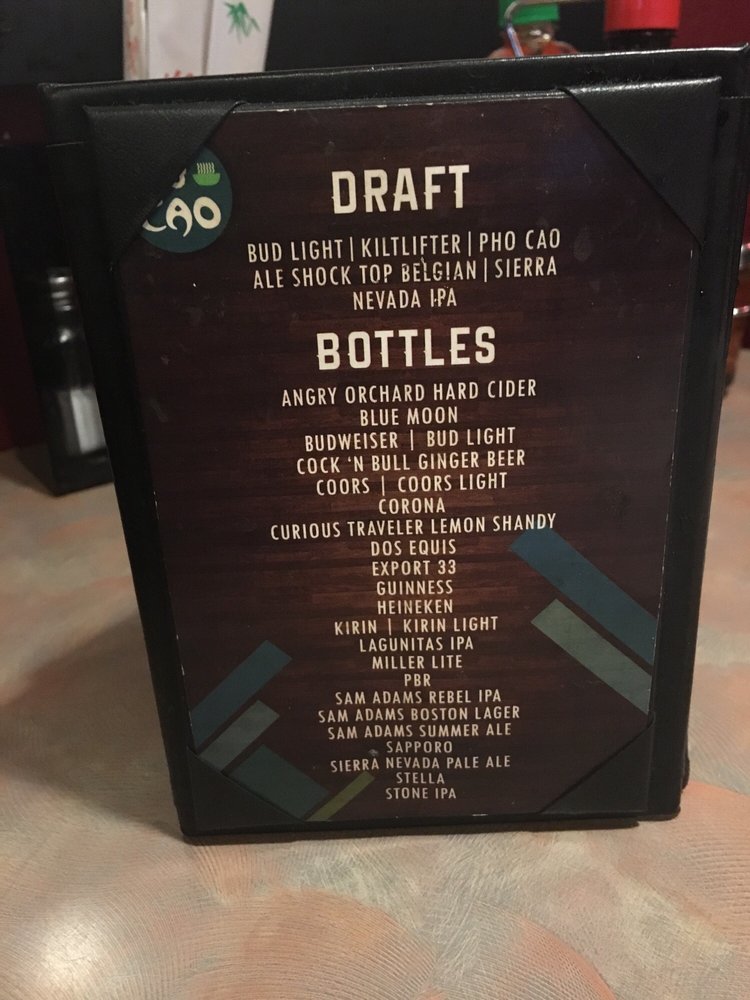 CAO
DRAFT
BUD LIGHT | KILTLIFTER | PHO CAO
ALE SHOCK TOP BELGIAN | SIERRA
NEVADA IPA
BOTTLES
ANGRY ORCHARD HARD CIDER
BLUE MOON
BUDWEISER | BUD LIGHT
COCK 'N BULL GINGER BEER
COORS | COORS LIGHT
CORONA
CURIOUS TRAVELER LEMON SHANDY
DOS EQUIS
EXPORT 33
GUINNESS
HEINEKEN
KIRIN | KIRIN LIGHT
LAGUNITAS IPA
MILLER LITE
PBR
SAM ADAMS REBEL IPA
SAM ADAMS BOSTON LAGER
SAM ADAMS SUMMER ALE
SAPPORO
SIERRA NEVADA PALE ALE
STELLA
STONE IPA